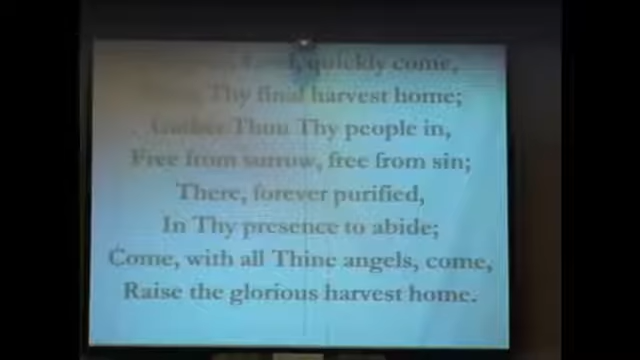 quickly come,
Thy final harvest home;
Gather Thou Thy people in,
Free from sorrow, free from sin;
There, forever purified,
In Thy presence to abide;
Come, with all Thine angels, come,
Raise the glorious harvest home.